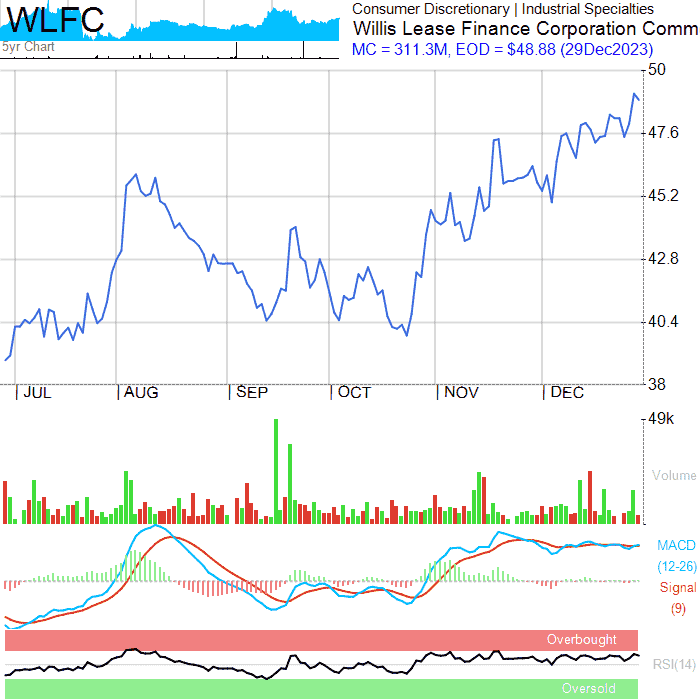 WLFC
5yr Chart
Consumer Discretionary | Industrial Specialties
Willis Lease Finance Corporation Comm
MC = 311.3M, EOD = $48.88 (29Dec2023)
50
47.6
45.2
42.8
40.4
38
JUL AUG SEP OCT NOV DEC
49k
Volume
MACD
(12-26)
Signal
(9)
Overbought
RSI(14)
Oversold